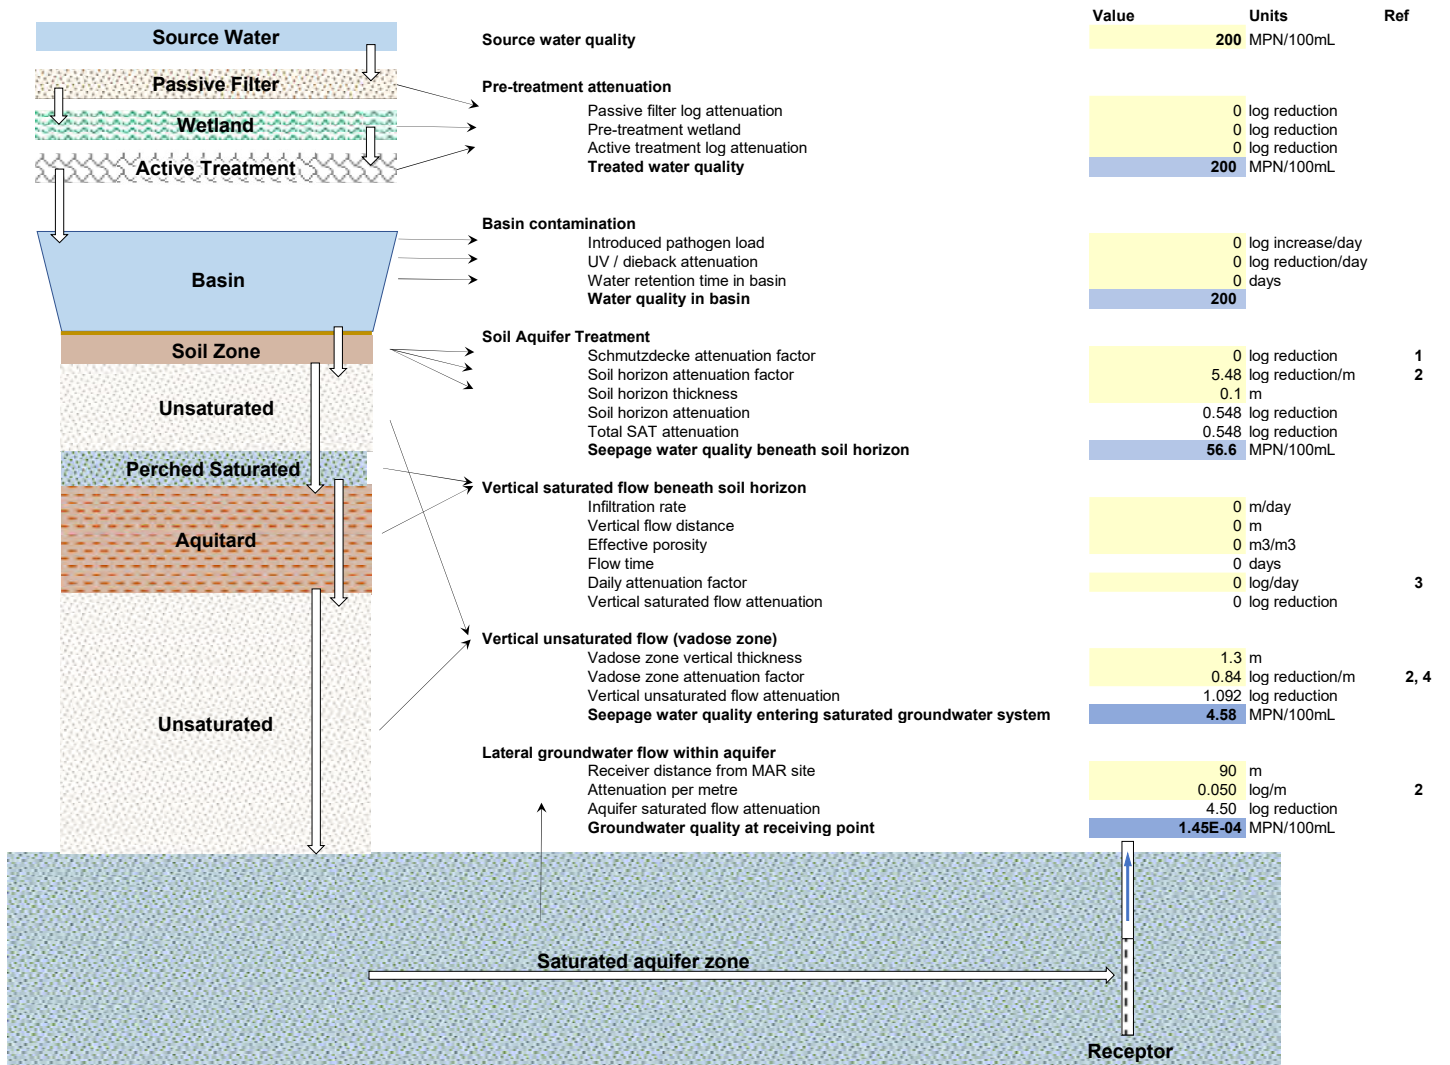 Value Units Ref
Source Water
Source water quality 200 MPN/100mL
Passive Filter
Pre-treatment attenuation
Passive filter log attenuation 0 log reduction
Wetland
Pre-treatment wetland 0 log reduction
Active treatment log attenuation 0 log reduction
Active Treatment
Treated water quality 200 MPN/100mL
Basin contamination
Introduced pathogen load 0 log increase/day
UV / dieback attenuation 0 log reduction/day
Basin
Water retention time in basin 0 days
Water quality in basin 200
Soil Aquifer Treatment
Soil Zone
Schmutzdecke attenuation factor 0 log reduction 1
Soil horizon attenuation factor 5.48 log reduction/m 2
Soil horizon thickness 0.1 m
Unsaturated
Soil horizon attenuation 0.548 log reduction
Total SAT attenuation 0.548 log reduction
Seepage water quality beneath soil horizon 56.6 MPN/100mL
Perched Saturated
Vertical saturated flow beneath soil horizon
Infiltration rate 0 m/day
Vertical flow distance 0 m
Aquitard
Effective porosity 0 m3/m3
Flow time 0 days
Daily attenuation factor 0 log/day 3
Vertical saturated flow attenuation 0 log reduction
Vertical unsaturated flow (vadose zone)
Vadose zone vertical thickness 1.3 m
Vadose zone attenuation factor 0.84 log reduction/m 2, 4
Vertical unsaturated flow attenuation 1.092 log reduction
Seepage water quality entering saturated groundwater system 4.58 MPN/100mL
Unsaturated
Lateral groundwater flow within aquifer
Receiver distance from MAR site 90 m
Attenuation per metre 0.050 log/m 2
Aquifer saturated flow attenuation 4.50 log reduction
Groundwater quality at receiving point 1.45E-04 MPN/100mL
Saturated aquifer zone
Receptor